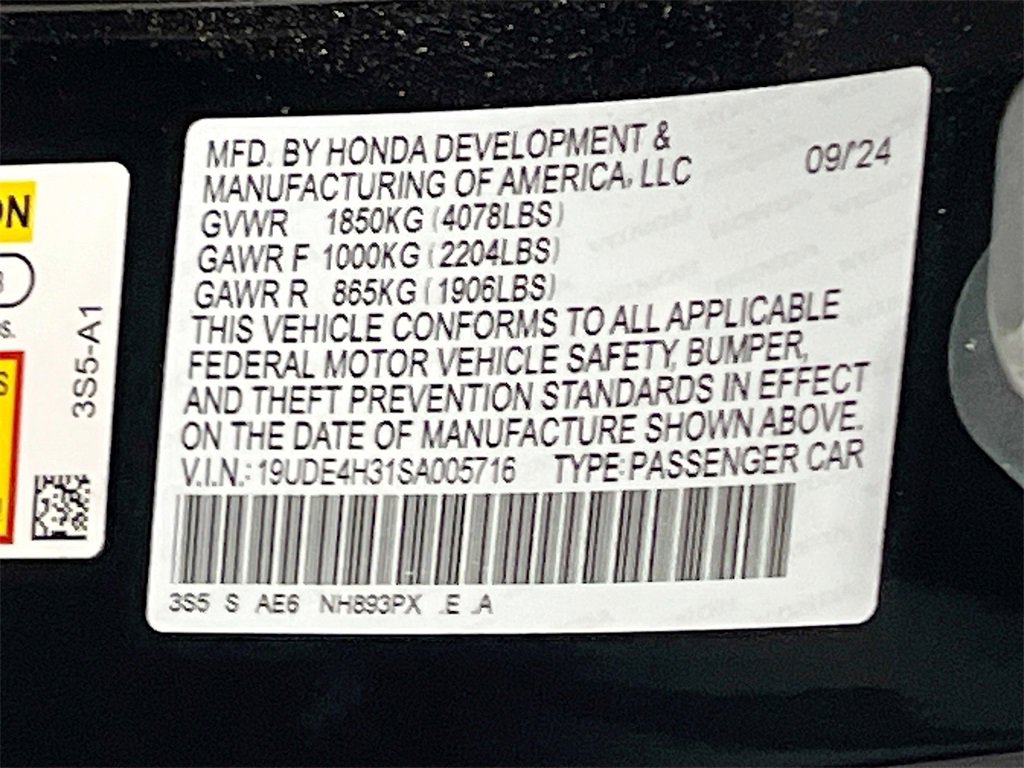 MFD. BY HONDA DEVELOPMENT &
MANUFACTURING OF AMERICA, LLC
09/'24
GVWR 1850KG (4078LBS)
GAWR F 1000KG (2204LBS)
GAWR R 865KG (1906LBS)
THIS VEHICLE CONFORMS TO ALL APPLICABLE
FEDERAL MOTOR VEHICLE SAFETY, BUMPER,
AND THEFT PREVENTION STANDARDS IN EFFECT
ON THE DATE OF MANUFACTURE SHOWN ABOVE.
V.I.N.: 19UDE4H31SA005716 TYPE: PASSENGER CAR
3S5 S AE6 NH893PX .E .A
3S5-A1